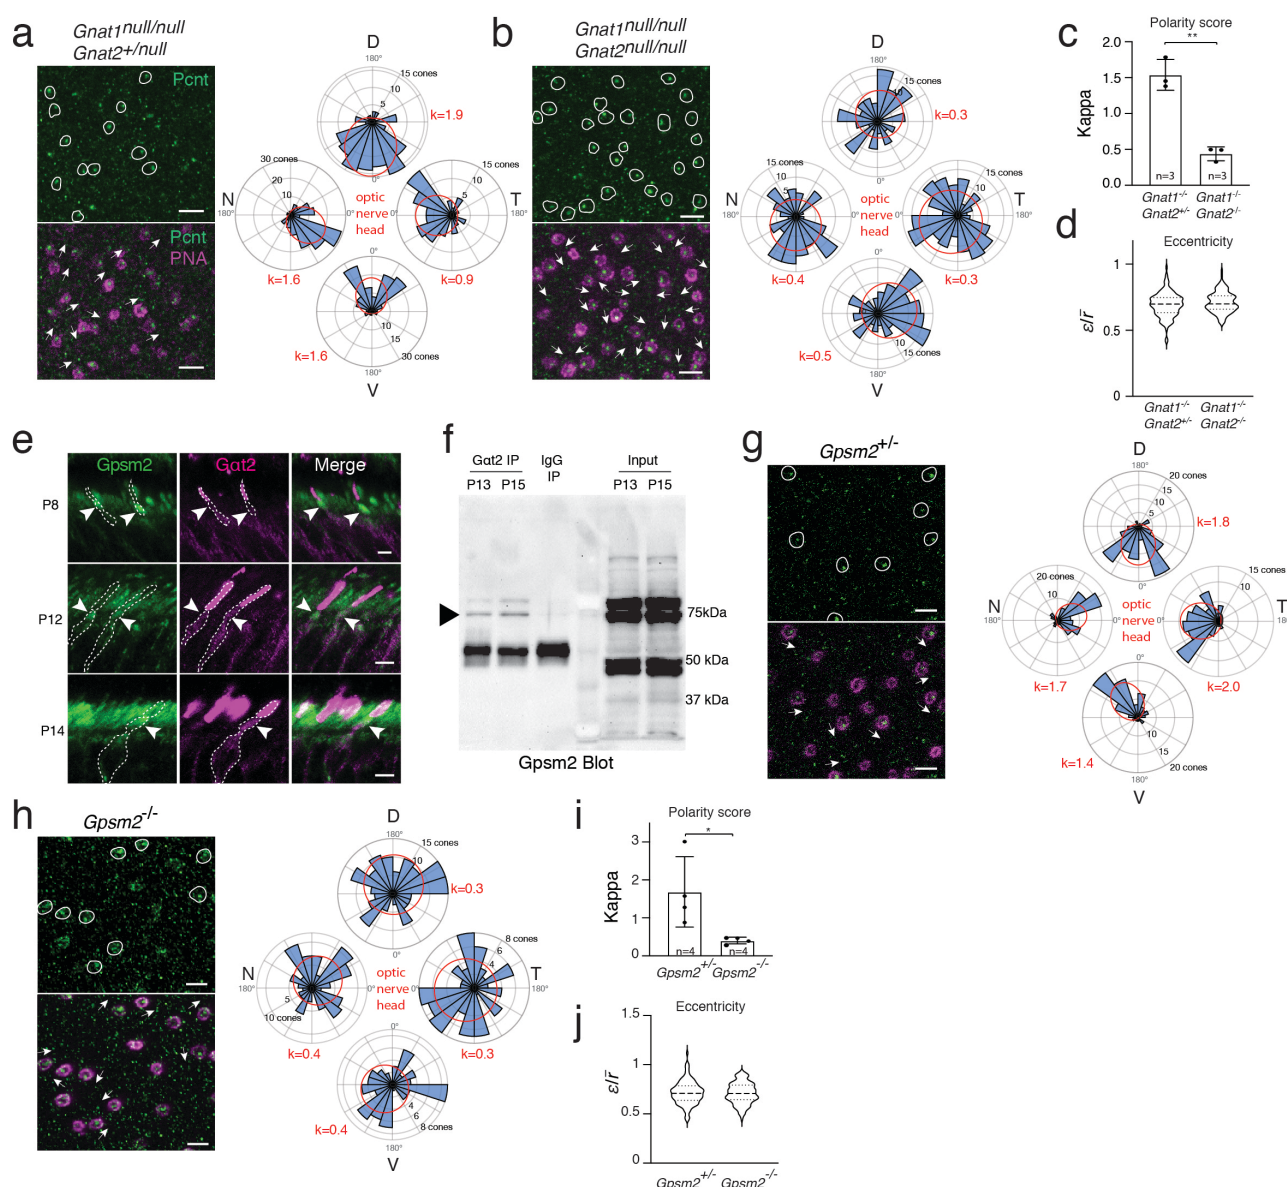 a
Gnat1null/null
Gnat2+/null
Pcnt
Pcnt
PNA
D
180°
15 cones
10
5
0°
k=1.9
30 cones
20
10
N
180°
0°
k=1.6
optic
nerve
head
15 cones
10
5
T
180°
0°
k=0.9
0°
10
15
30 cones
k=1.6
180°
V
b
Gnat1null/null
Gnat2null/null
D
180°
15 cones
k=0.3
15 cones
10
5
N
180°
k=0.4
optic
nerve
head
15 cones
10
5
T
180°
k=0.3
0°
10
15 cones
k=0.5
180°
V
c
Polarity score
**
Kappa
2.0
1.5
1.0
0.5
0.0
n=3
n=3
Gnat1-/- Gnat1-/-
Gnat2+/- Gnat2-/-
d
Eccentricity
ε/r̄
1
0.5
0
Gnat1-/- Gnat1-/-
Gnat2+/- Gnat2-/-
e
Gpsm2
Gαt2
Merge
P8
P12
P14
f
Gαt2 IP
IgG
IP
Input
P13 P15
P13 P15
75kDa
50 kDa
37 kDa
Gpsm2 Blot
g
Gpsm2+/-
D
180°
20 cones
15
10
5
0°
k=1.8
20 cones
10
N
180°
k=1.7
optic
nerve
head
15 cones
10
5
T
k=2.0
0°
10
15
20 cones
k=1.4
180°
V
h
Gpsm2-/-
D
180°
15 cones
10
k=0.3
0°
N
180°
5
10 cones
k=0.4
optic
nerve
head
8 cones
6
4
T
180°
k=0.3
0°
4
6
8 cones
k=0.4
180°
V
i
Polarity score
*
Kappa
3
2
1
0
n=4
n=4
Gpsm2+/- Gpsm2-/-
j
Eccentricity
ε/r̄
1.5
1
0.5
0
Gpsm2+/- Gpsm2-/-